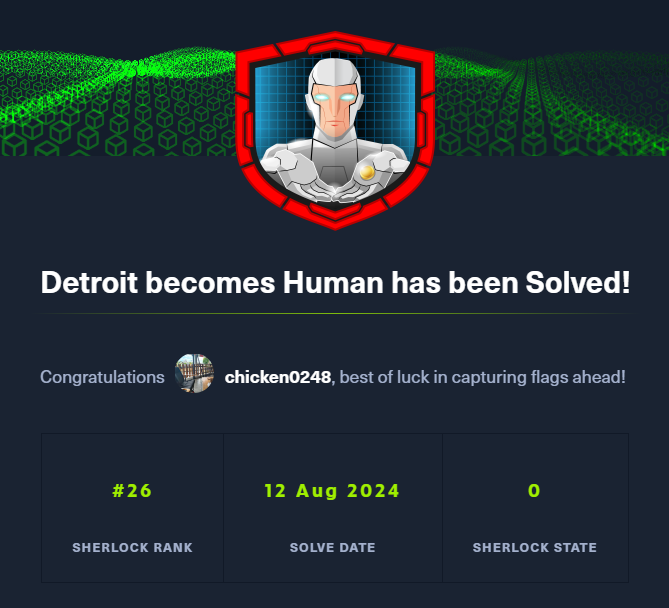 Detroit becomes Human has been Solved!
Congratulations chicken0248, best of luck in capturing flags ahead!
#26 12 Aug 2024 0
SHERLOCK RANK SOLVE DATE SHERLOCK STATE